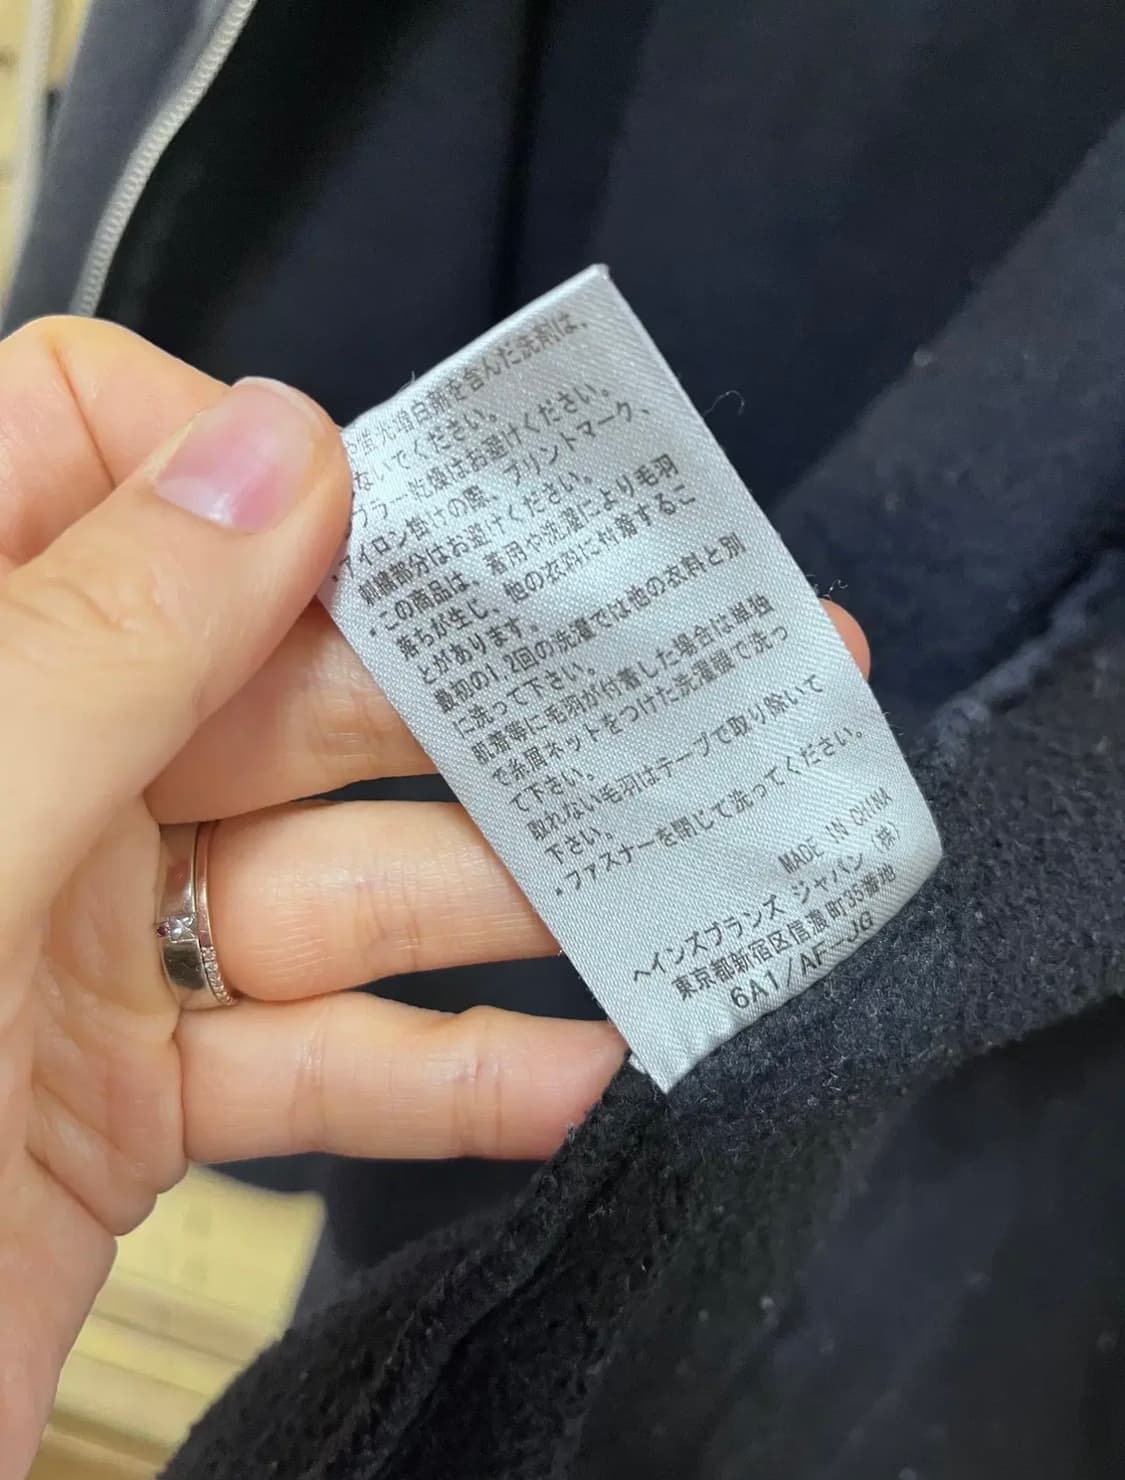 蛍光増白剤を含んだ洗剤は、
ないでください。
ブラー乾燥はお避けください。
・アイロン掛けの際、プリントマーク、
刺繍部分はお避けください。
・この商品は、着用や洗濯により毛羽
落ちが生じ、他の衣料に付着するこ
とがあります。
最初の1,2回の洗濯では他の衣料と別
に洗って下さい。
肌着等に毛羽が付着した場合は単独
で糸屑ネットをつけた洗濯機で洗っ
て下さい。
取れない毛羽はテープで取り除いて
下さい。
・ファスナーを閉じて洗ってください。
MADE IN CHINA
ヘインズブランズ ジャパン（株）
東京都新宿区信濃町35番地
6A1/AF-JG